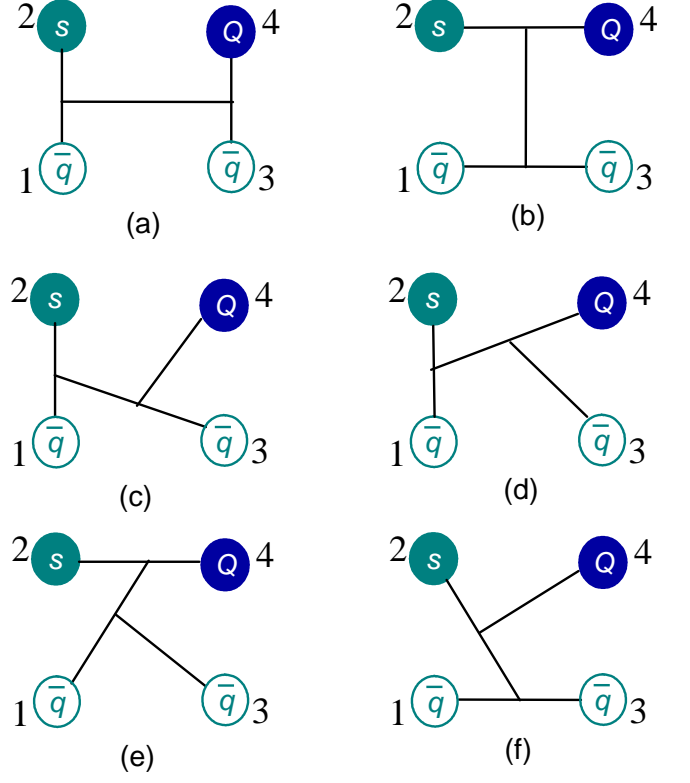 2 s Q 4 2 s Q 4
1 q̅ q̅ 3 1 q̅ q̅ 3
(a) (b)
2 s Q 4 2 s Q 4
1 q̅ q̅ 3 1 q̅ q̅ 3
(c) (d)
2 s Q 4 2 s Q 4
1 q̅ q̅ 3 1 q̅ q̅ 3
(e) (f)